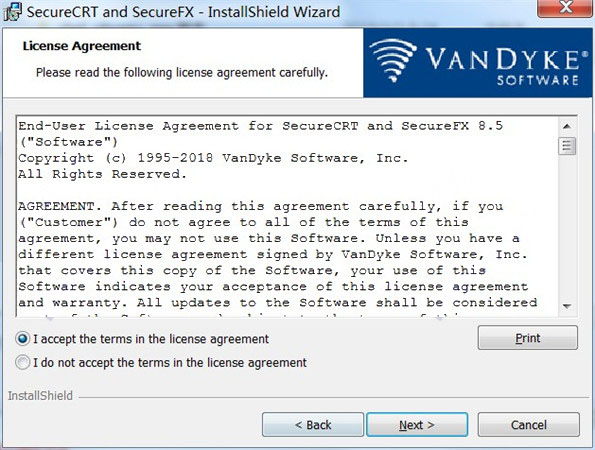 SecureCRT and SecureFX - InstallShield Wizard
License Agreement
Please read the following license agreement carefully.
VANDYKE®
SOFTWARE
End-User License Agreement for SecureCRT and SecureFX 8.5
("Software")
Copyright (c) 1995-2018 VanDyke Software, Inc.
All Rights Reserved.
AGREEMENT. After reading this agreement carefully, if you
("Customer") do not agree to all of the terms of this
agreement, you may not use this Software. Unless you have a
different license agreement signed by VanDyke Software, Inc.
that covers this copy of the Software, your use of this
Software indicates your acceptance of this license agreement
and warranty. All updates to the Software shall be considered
I accept the terms in the license agreement
Print
I do not accept the terms in the license agreement
InstallShield
< Back
Next >
Cancel